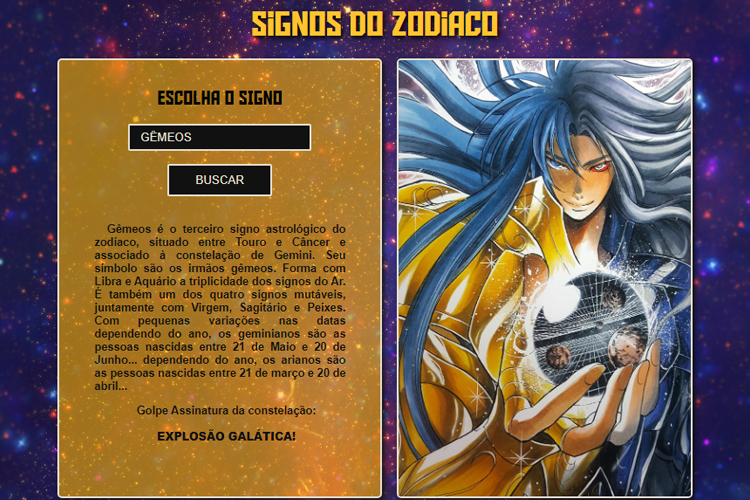 SIGNOS DO ZODIACO
ESCOLHA O SIGNO
GÊMEOS
BUSCAR
Gêmeos é o terceiro signo astrológico do
zodíaco, situado entre Touro e Câncer e
associado à constelação de Gemini. Seu
símbolo são os irmãos gêmeos. Forma com
Libra e Aquário a triplicidade dos signos do Ar.
É também um dos quatro signos mutáveis,
juntamente com Virgem, Sagitário e Peixes.
Com pequenas variações nas datas
dependendo do ano, os geminianos são as
pessoas nascidas entre 21 de Maio e 20 de
Junho... dependendo do ano, os arianos são
as pessoas nascidas entre 21 de março e 20 de
abril...
Golpe Assinatura da constelação:
EXPLOSÃO GALÁTICA!